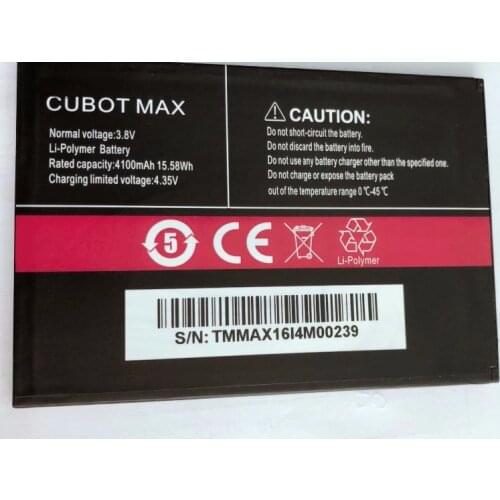 CUBOT MAX
Normal voltage:3.8V
Li-Polymer Battery
Rated capacity:4100mAh 15.58Wh
Charging limited voltage:4.35V
CAUTION:
Do not short-circuit the battery.
Do not discard the battery into fire.
Do not use any battery charger other than the specified one.
Do not charge or expose the battery pack
out of the temperature range 0 ℃-45 ℃
5
CE
Li-Polymer
S/N: TMMAX16I4M00239